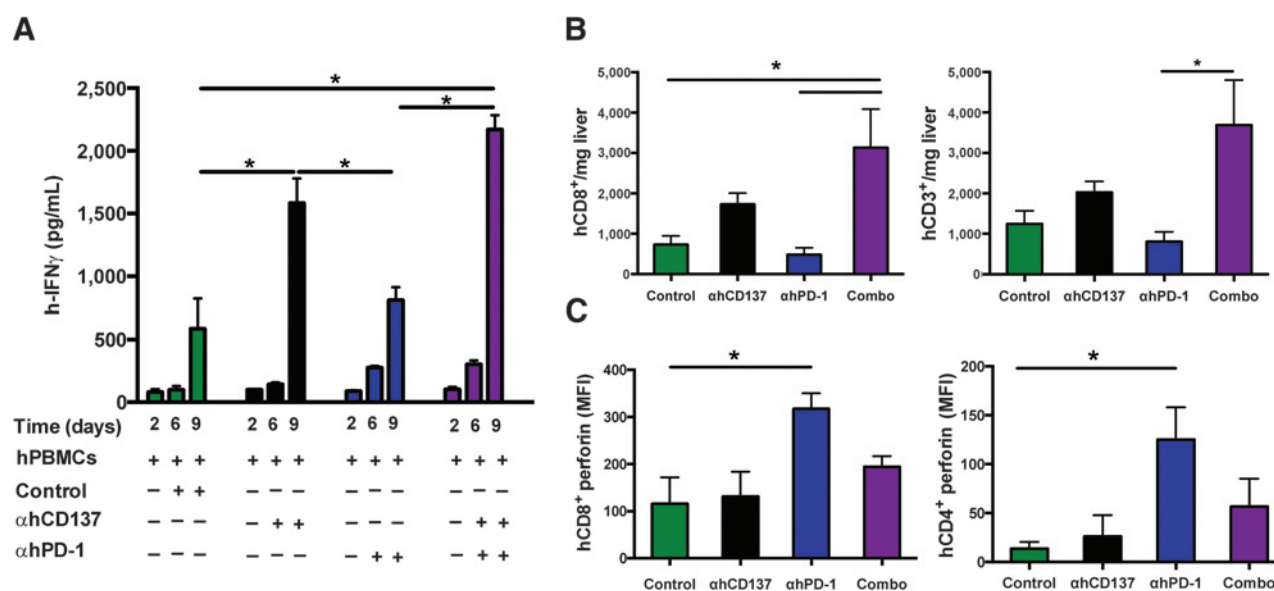 A
h-IFNγ (pg/mL)
2,500
2,000
1,500
1,000
500
0
*
*
*
*
Time (days) 2 6 9 2 6 9 2 6 9 2 6 9
hPBMCs + + + + + + + + + + + +
Control – + + – – – – – – – – –
αhCD137 – – – – + + – – – – + +
αhPD-1 – – – – – – – + + – + +
B
hCD8+/mg liver
5,000
4,000
3,000
2,000
1,000
0
*
Control αhCD137 αhPD-1 Combo
hCD3+/mg liver
5,000
4,000
3,000
2,000
1,000
0
*
Control αhCD137 αhPD-1 Combo
C
hCD8+ perforin (MFI)
400
300
200
100
0
*
Control αhCD137 αhPD-1 Combo
hCD4+ perforin (MFI)
200
150
100
50
0
*
Control αhCD137 αhPD-1 Combo